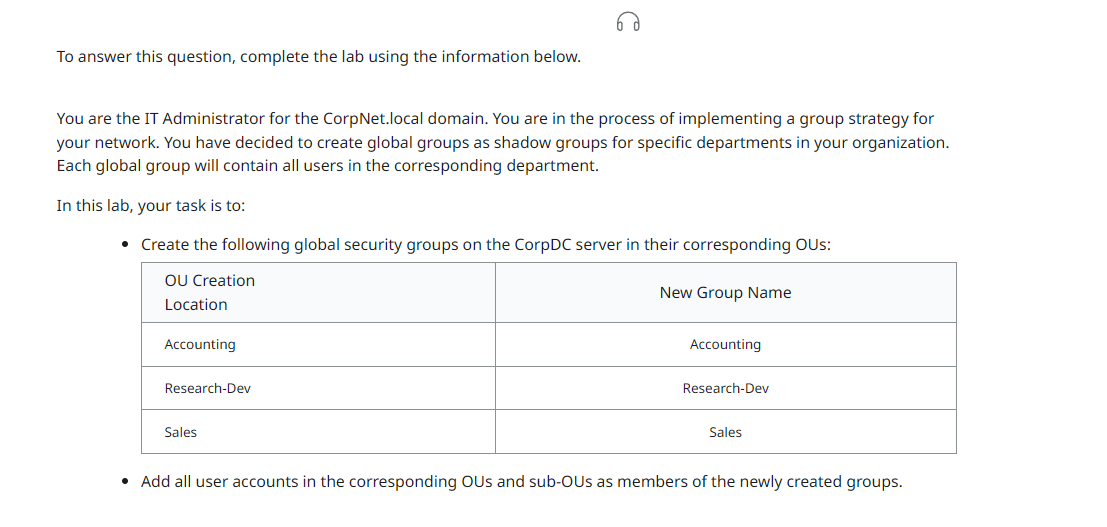 To answer this question, complete the lab using the information below.
You are the IT Administrator for the CorpNet.local domain. You are in the process of implementing a group strategy for
your network. You have decided to create global groups as shadow groups for specific departments in your organization.
Each global group will contain all users in the corresponding department.
In this lab, your task is to:
• Create the following global security groups on the CorpDC server in their corresponding OUs:
OU Creation
Location
New Group Name
Accounting
Accounting
Research-Dev
Research-Dev
Sales
Sales
• Add all user accounts in the corresponding OUs and sub-OUs as members of the newly created groups.